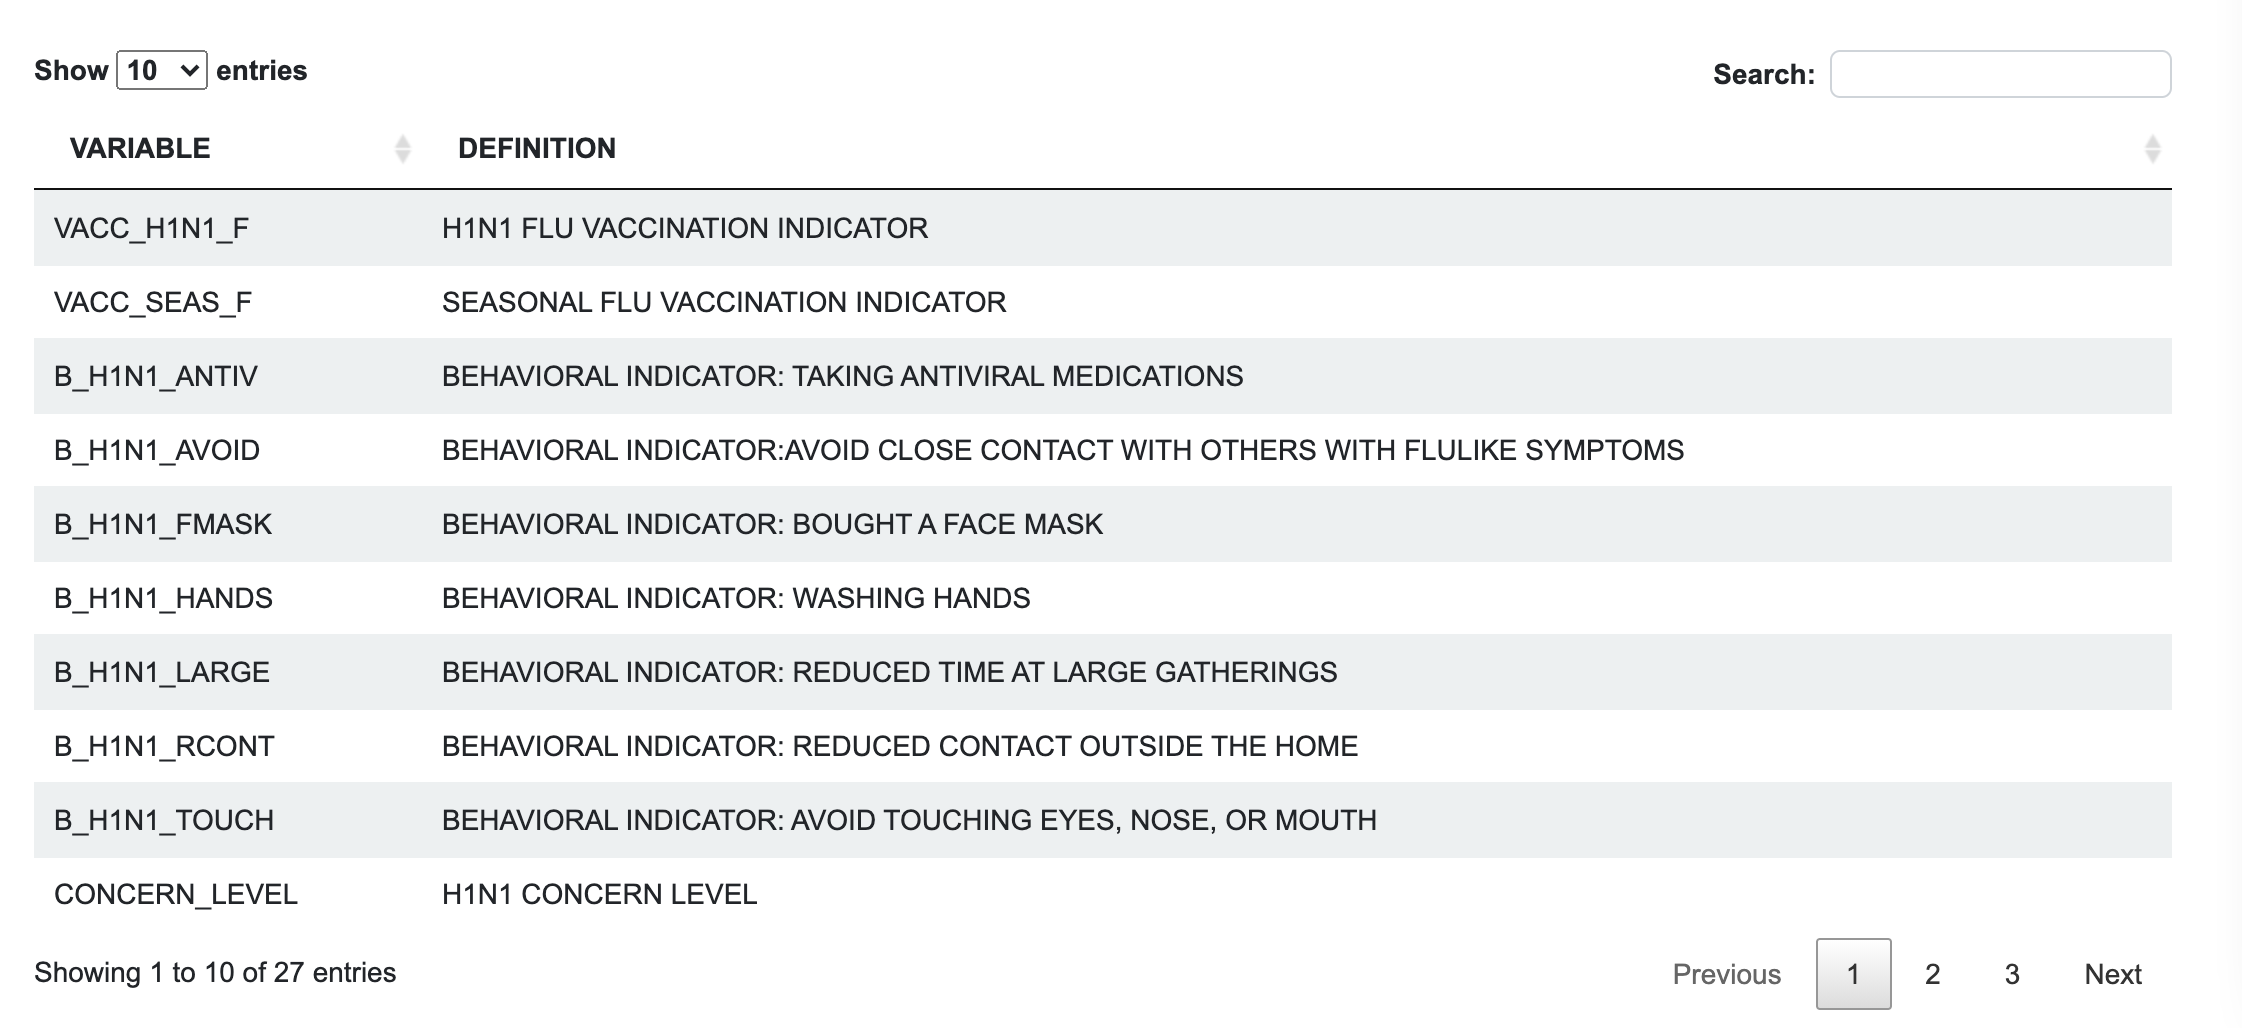 Show 10 entries Search:
VARIABLE DEFINITION
VACC_H1N1_F H1N1 FLU VACCINATION INDICATOR
VACC_SEAS_F SEASONAL FLU VACCINATION INDICATOR
B_H1N1_ANTIV BEHAVIORAL INDICATOR: TAKING ANTIVIRAL MEDICATIONS
B_H1N1_AVOID BEHAVIORAL INDICATOR:AVOID CLOSE CONTACT WITH OTHERS WITH FLULIKE SYMPTOMS
B_H1N1_FMASK BEHAVIORAL INDICATOR: BOUGHT A FACE MASK
B_H1N1_HANDS BEHAVIORAL INDICATOR: WASHING HANDS
B_H1N1_LARGE BEHAVIORAL INDICATOR: REDUCED TIME AT LARGE GATHERINGS
B_H1N1_RCONT BEHAVIORAL INDICATOR: REDUCED CONTACT OUTSIDE THE HOME
B_H1N1_TOUCH BEHAVIORAL INDICATOR: AVOID TOUCHING EYES, NOSE, OR MOUTH
CONCERN_LEVEL H1N1 CONCERN LEVEL
Showing 1 to 10 of 27 entries Previous 1 2 3 Next